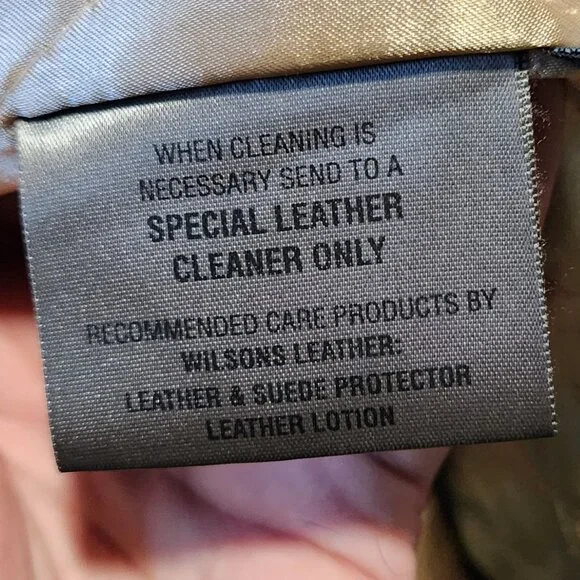 WHEN CLEANING IS
NECESSARY SEND TO A
SPECIAL LEATHER
CLEANER ONLY
RECOMMENDED CARE PRODUCTS BY
WILSONS LEATHER:
LEATHER & SUEDE PROTECTOR
LEATHER LOTION